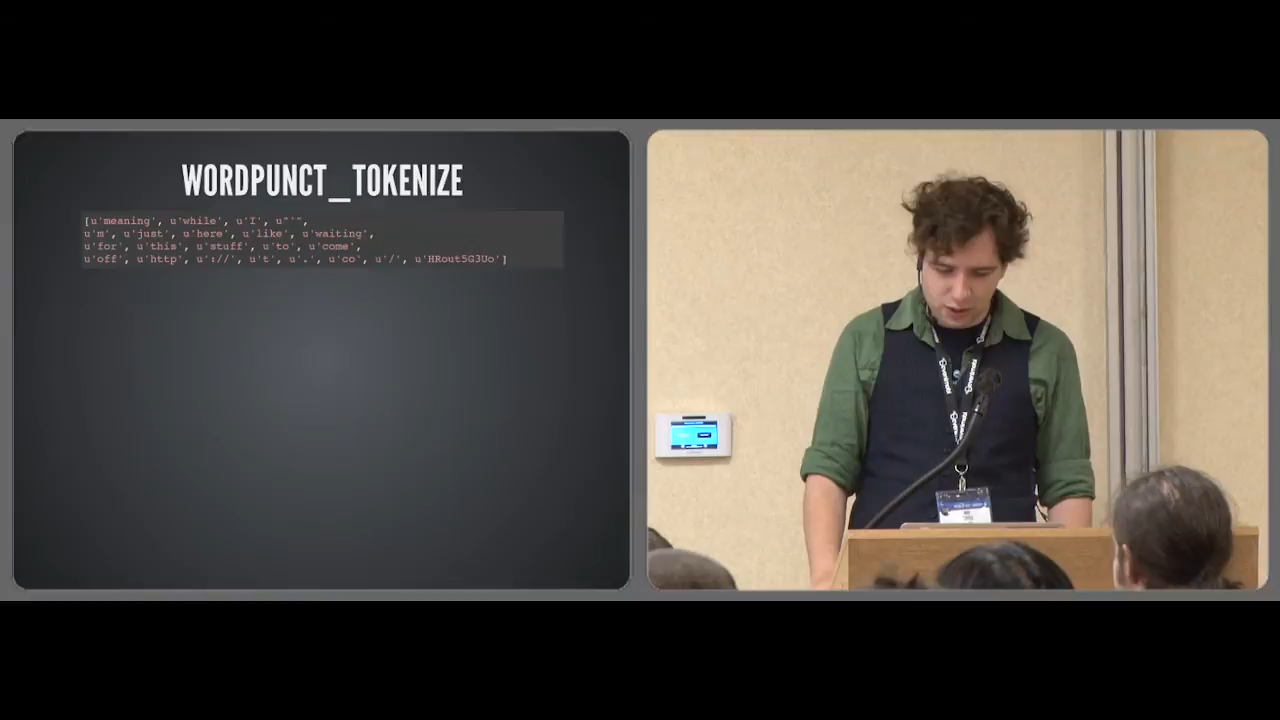 WORDPUNCT_TOKENIZE
[u'meaning', u'while', u'I', u"'",
u'm', u'just', u'here', u'like', u'waiting',
u'for', u'this', u'stuff', u'to', u'come',
u'off', u'http', u'://', u't', u'.', u'co', u'/', u'HRout5G3Uo']